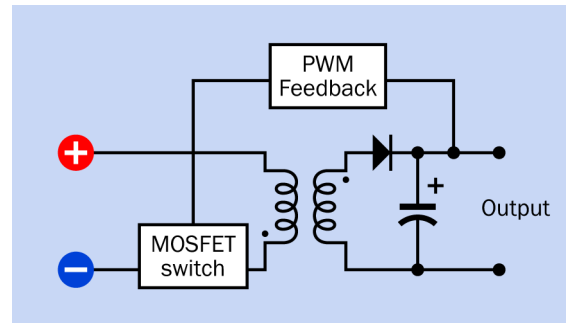 PWM
Feedback
+
−
+
Output
MOSFET
switch